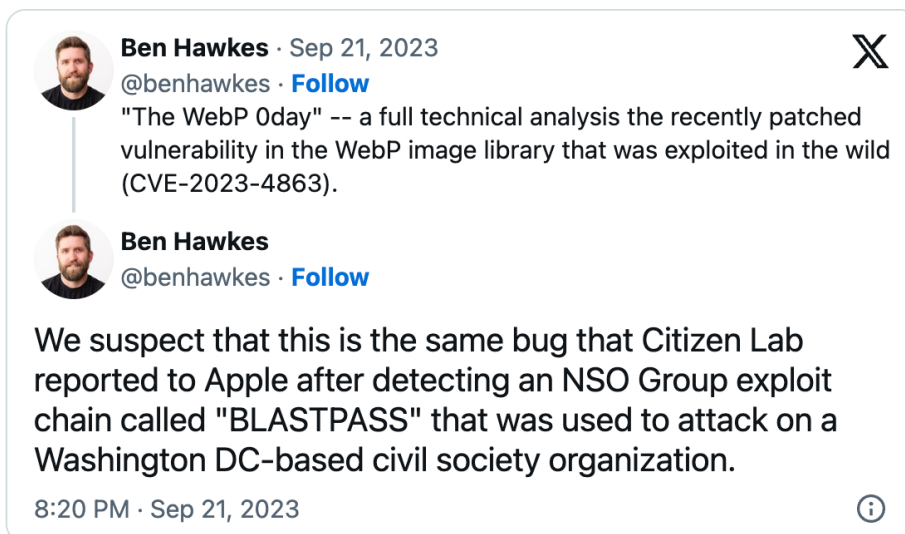 Ben Hawkes · Sep 21, 2023
@benhawkes · Follow
"The WebP 0day" -- a full technical analysis the recently patched
vulnerability in the WebP image library that was exploited in the wild
(CVE-2023-4863).
Ben Hawkes
@benhawkes · Follow
We suspect that this is the same bug that Citizen Lab
reported to Apple after detecting an NSO Group exploit
chain called "BLASTPASS" that was used to attack on a
Washington DC-based civil society organization.
8:20 PM · Sep 21, 2023